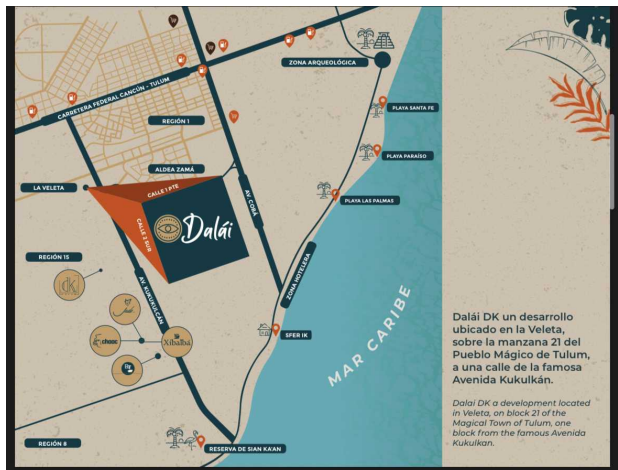 ZONA ARQUEOLÓGICA
CARRETERA FEDERAL CANCÚN - TULUM
PLAYA SANTA FE
REGIÓN 1
PLAYA PARAÍSO
ALDEA ZAMÁ
LA VELETA
CALLE 1 PTE
AV. COBÁ
PLAYA LAS PALMAS
CALLE 2 SUR
Dalái
REGIÓN 15
ZONA HOTELERA
AV. KUKUKULCÁN
dk
Xibalbá
SFER IK
MAR CARIBE
REGIÓN 8
RESERVA DE SIAN KA'AN
Dalái DK un desarrollo
ubicado en la Veleta,
sobre la manzana 21 del
Pueblo Mágico de Tulum,
a una calle de la famosa
Avenida Kukulkán.
Dalai DK a development located
in Veleta, on block 21 of the
Magical Town of Tulum, one
block from the famous Avenida
Kukulkan.